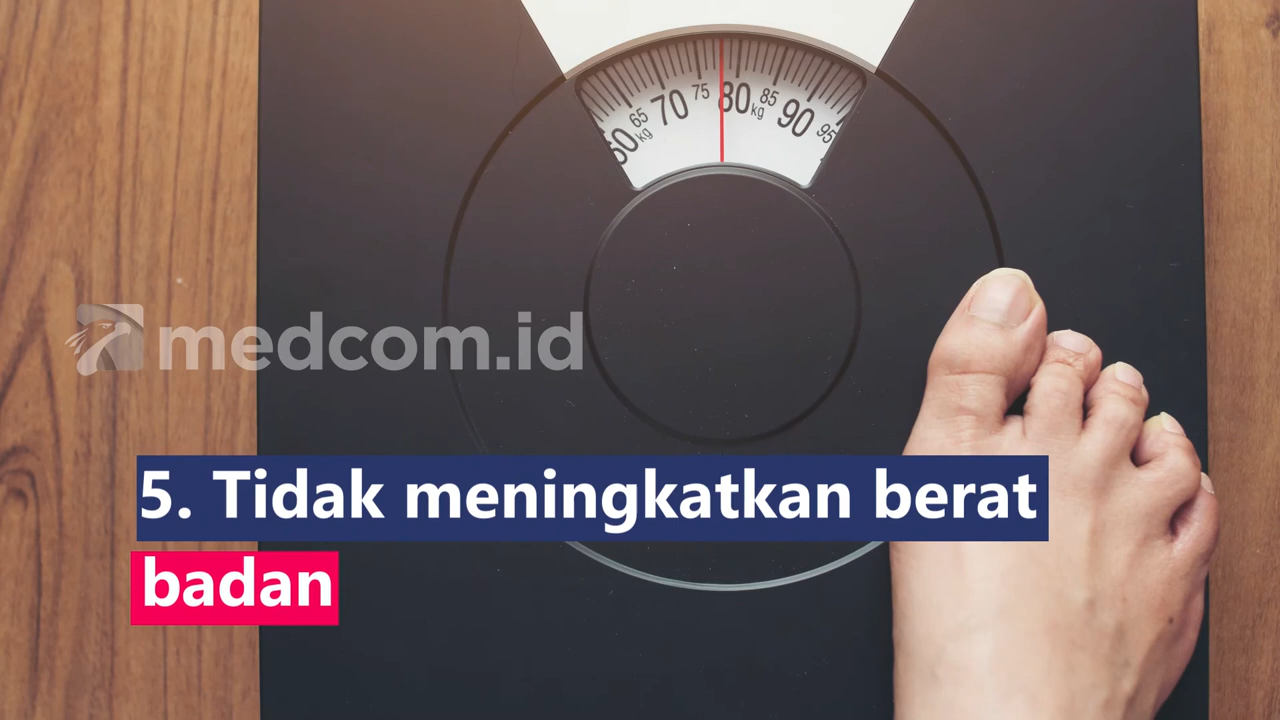 60 65 kg 70 75 80 kg 85 90 95
medcom.id
5. Tidak meningkatkan berat
badan